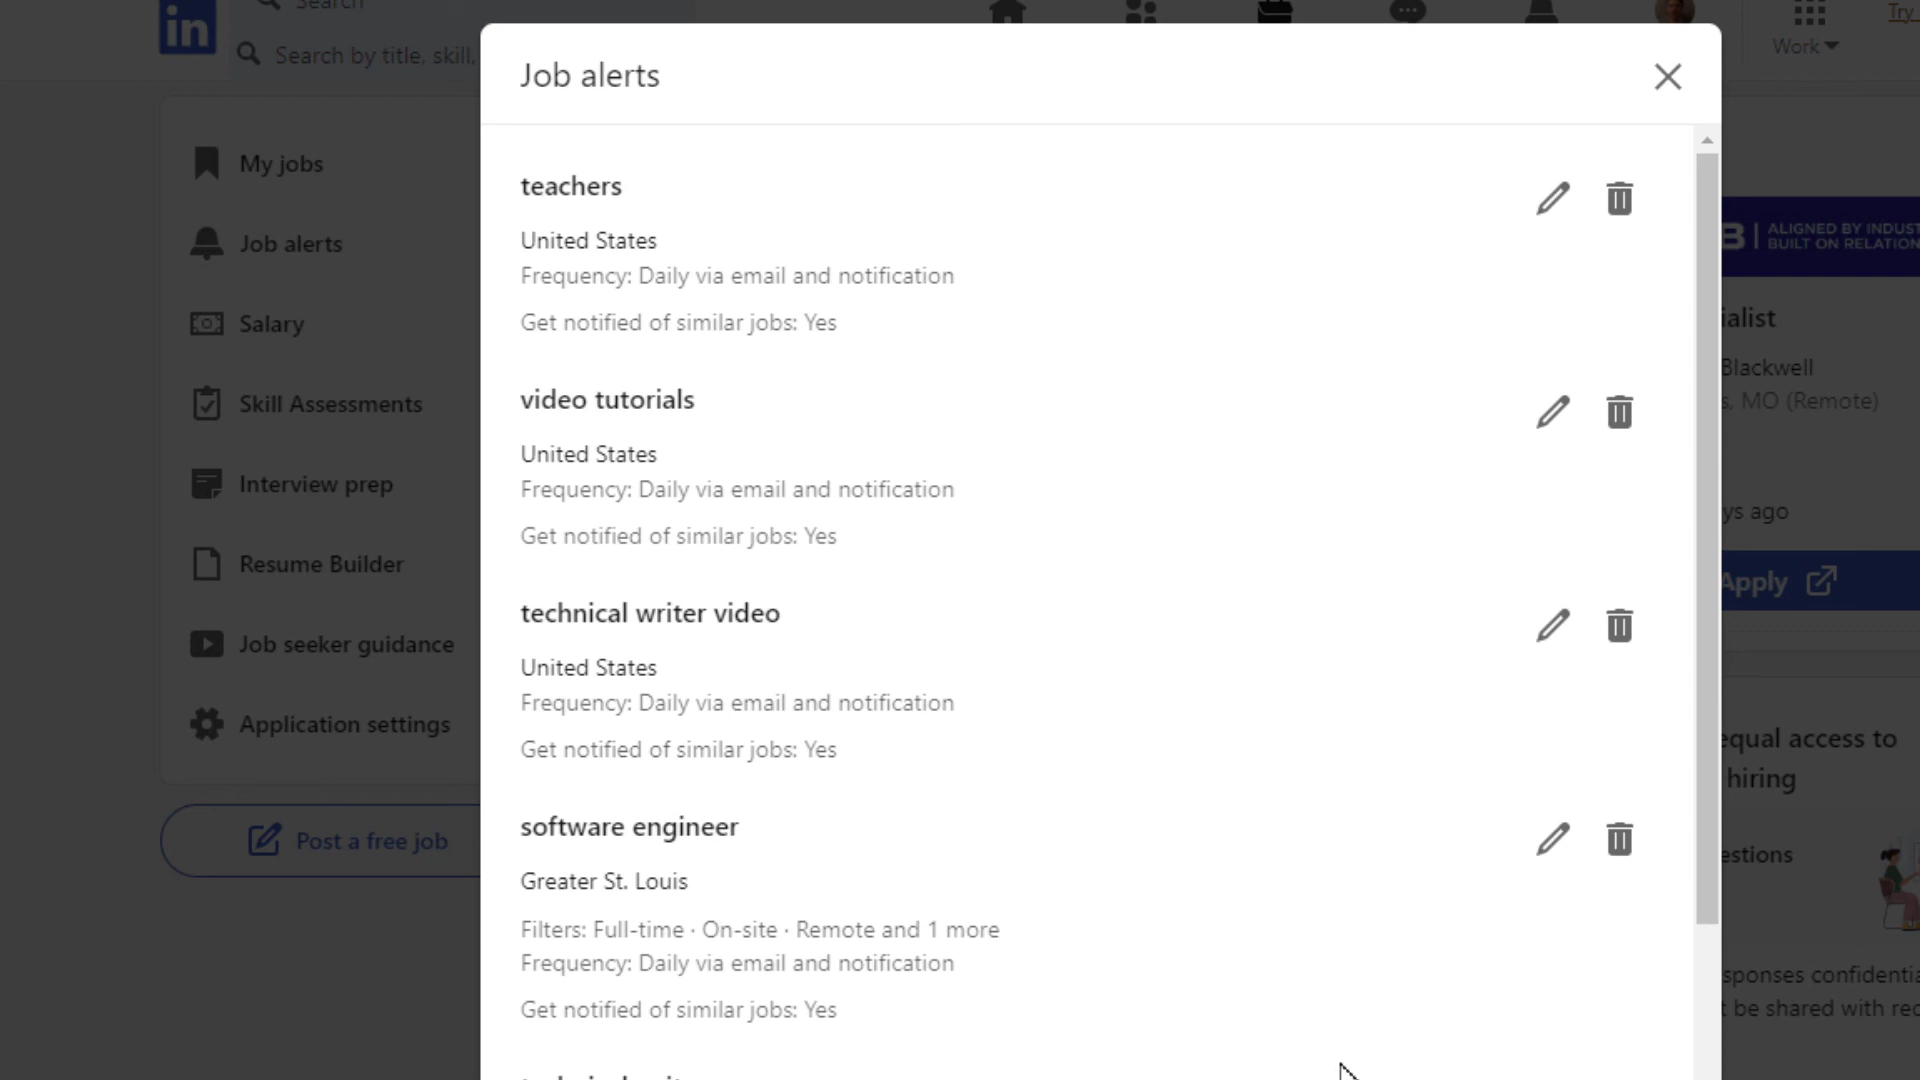 in
Search
Search by title, skill,
Work
Try
Job alerts
My jobs
Job alerts
Salary
Skill Assessments
Interview prep
Resume Builder
Job seeker guidance
Application settings
Post a free job
teachers
United States
Frequency: Daily via email and notification
Get notified of similar jobs: Yes
video tutorials
United States
Frequency: Daily via email and notification
Get notified of similar jobs: Yes
technical writer video
United States
Frequency: Daily via email and notification
Get notified of similar jobs: Yes
software engineer
Greater St. Louis
Filters: Full-time · On-site · Remote and 1 more
Frequency: Daily via email and notification
Get notified of similar jobs: Yes
B | ALIGNED BY INDUST
BUILT ON RELATION
ialist
Blackwell
s, MO (Remote)
ys ago
Apply
equal access to
hiring
estions
sponses confidentia
t be shared with rec